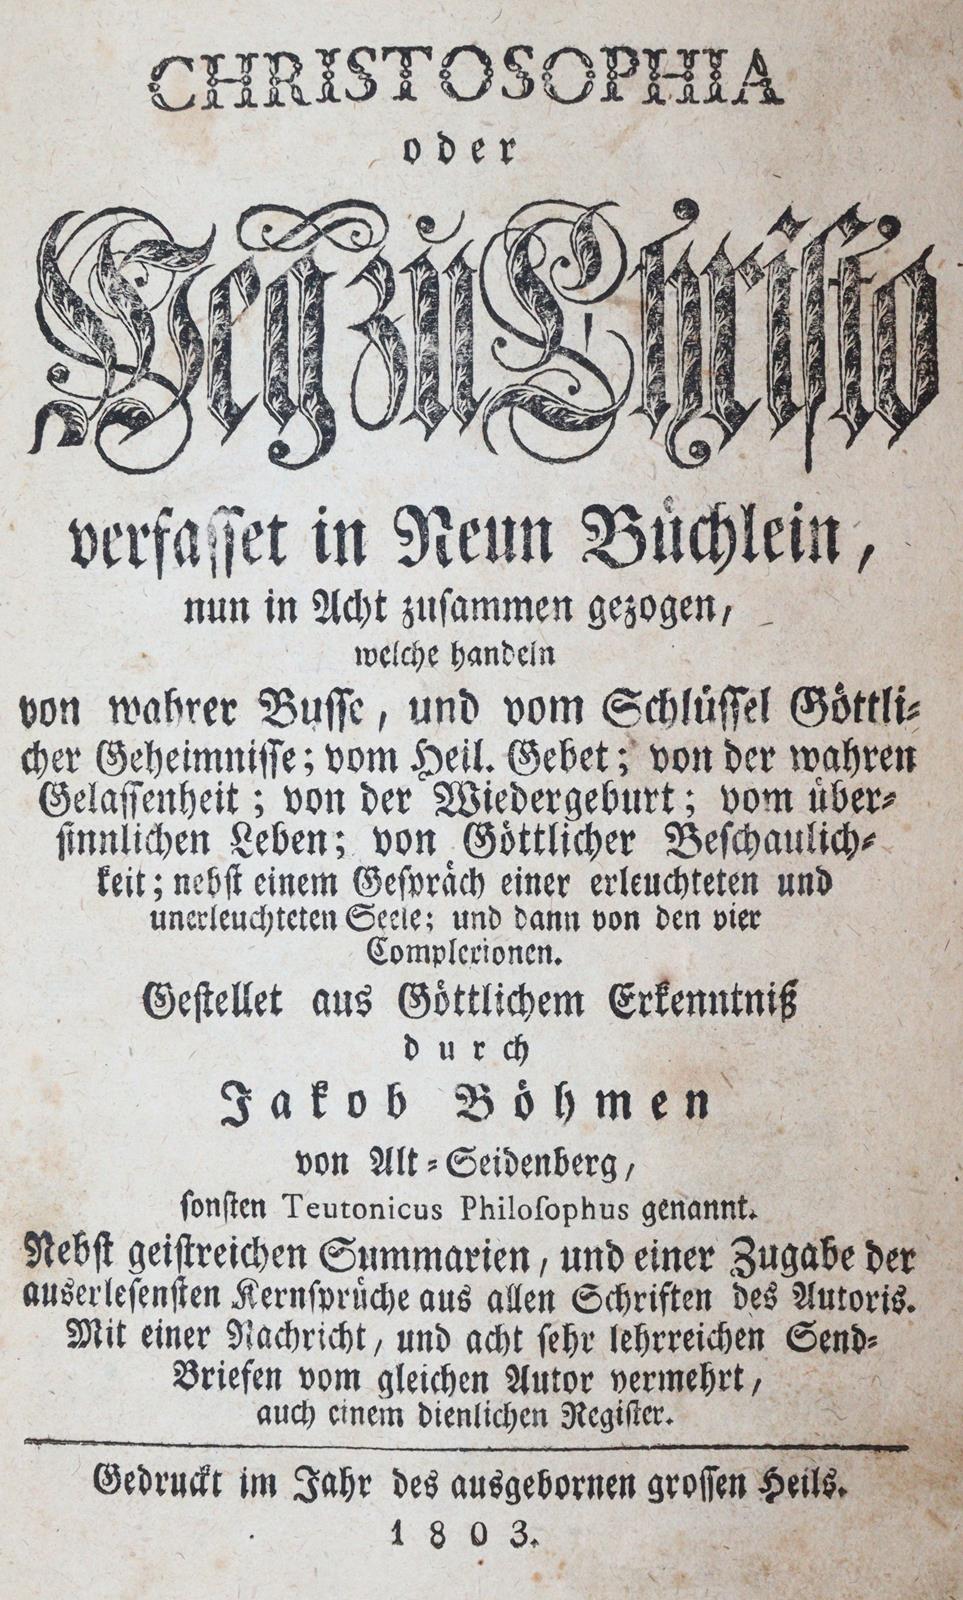 CHRISTOSOPHIA
oder
Weg zu Christo
verfasset in Neun Büchlein,
nun in Acht zusammen gezogen,
welche handeln
von wahrer Busse, und vom Schlüssel Göttli-
cher Geheimnisse; vom Heil. Gebet; von der wahren
Gelassenheit; von der Wiedergeburt; vom über-
sinnlichen Leben; von Göttlicher Beschaulich-
keit; nebst einem Gespräch einer erleuchteten und
unerleuchteten Seele; und dann von den vier
Complexionen.
Gestellet aus Göttlichem Erkenntniß
durch
Jakob Böhmen
von Alt-Seidenberg,
sonsten Teutonicus Philosophus genannt.
Nebst geistreichen Summarien, und einer Zugabe der
auserlesensten Kernsprüche aus allen Schriften des Autoris.
Mit einer Nachricht, und acht sehr lehrreichen Send-
Briefen vom gleichen Autor vermehrt,
auch einem dienlichen Register.
Gedruckt im Jahr des ausgebornen grossen Heils.
1803.